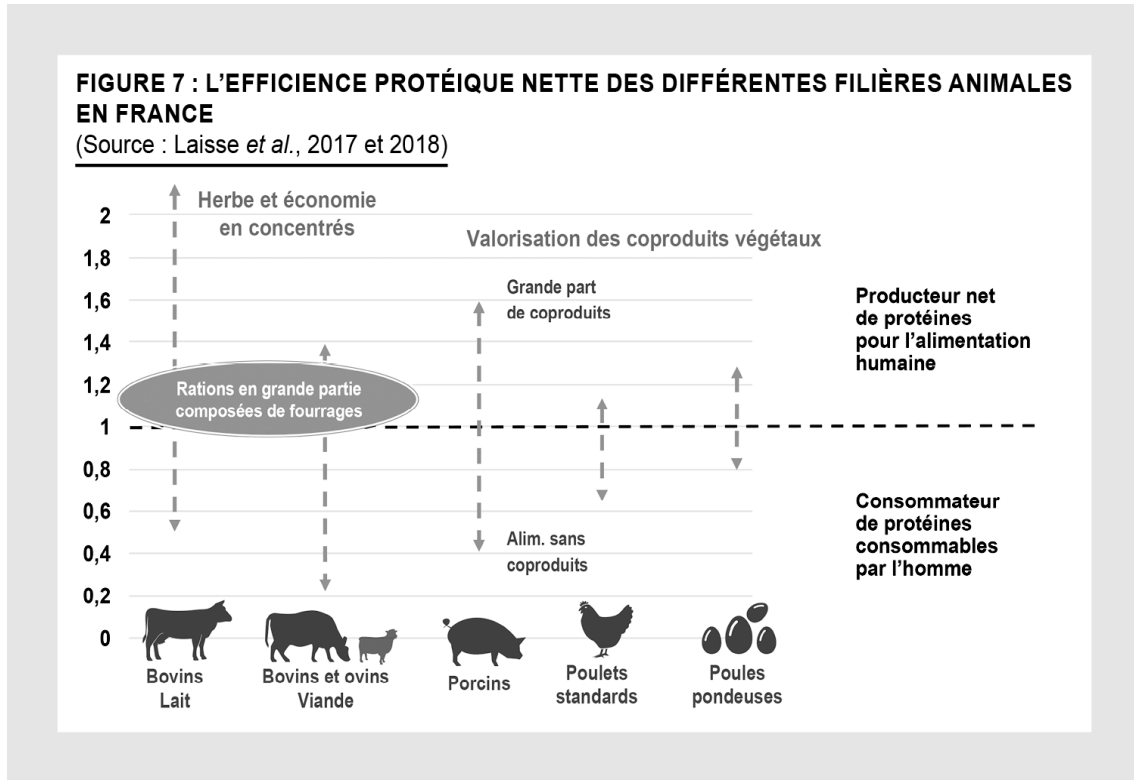 FIGURE 7 : L’EFFICIENCE PROTÉIQUE NETTE DES DIFFÉRENTES FILIÈRES ANIMALES
EN FRANCE
(Source : Laisse et al., 2017 et 2018)
Herbe et économie
en concentrés
Valorisation des coproduits végétaux
2
1,8
1,6
1,4
1,2
1
0,8
0,6
0,4
0,2
0
Grande part
de coproduits
Rations en grande partie
composées de fourrages
Alim. sans
coproduits
Producteur net
de protéines
pour l’alimentation
humaine
Consommateur
de protéines
consommables
par l’homme
Bovins
Lait
Bovins et ovins
Viande
Porcins
Poulets
standards
Poules
pondeuses